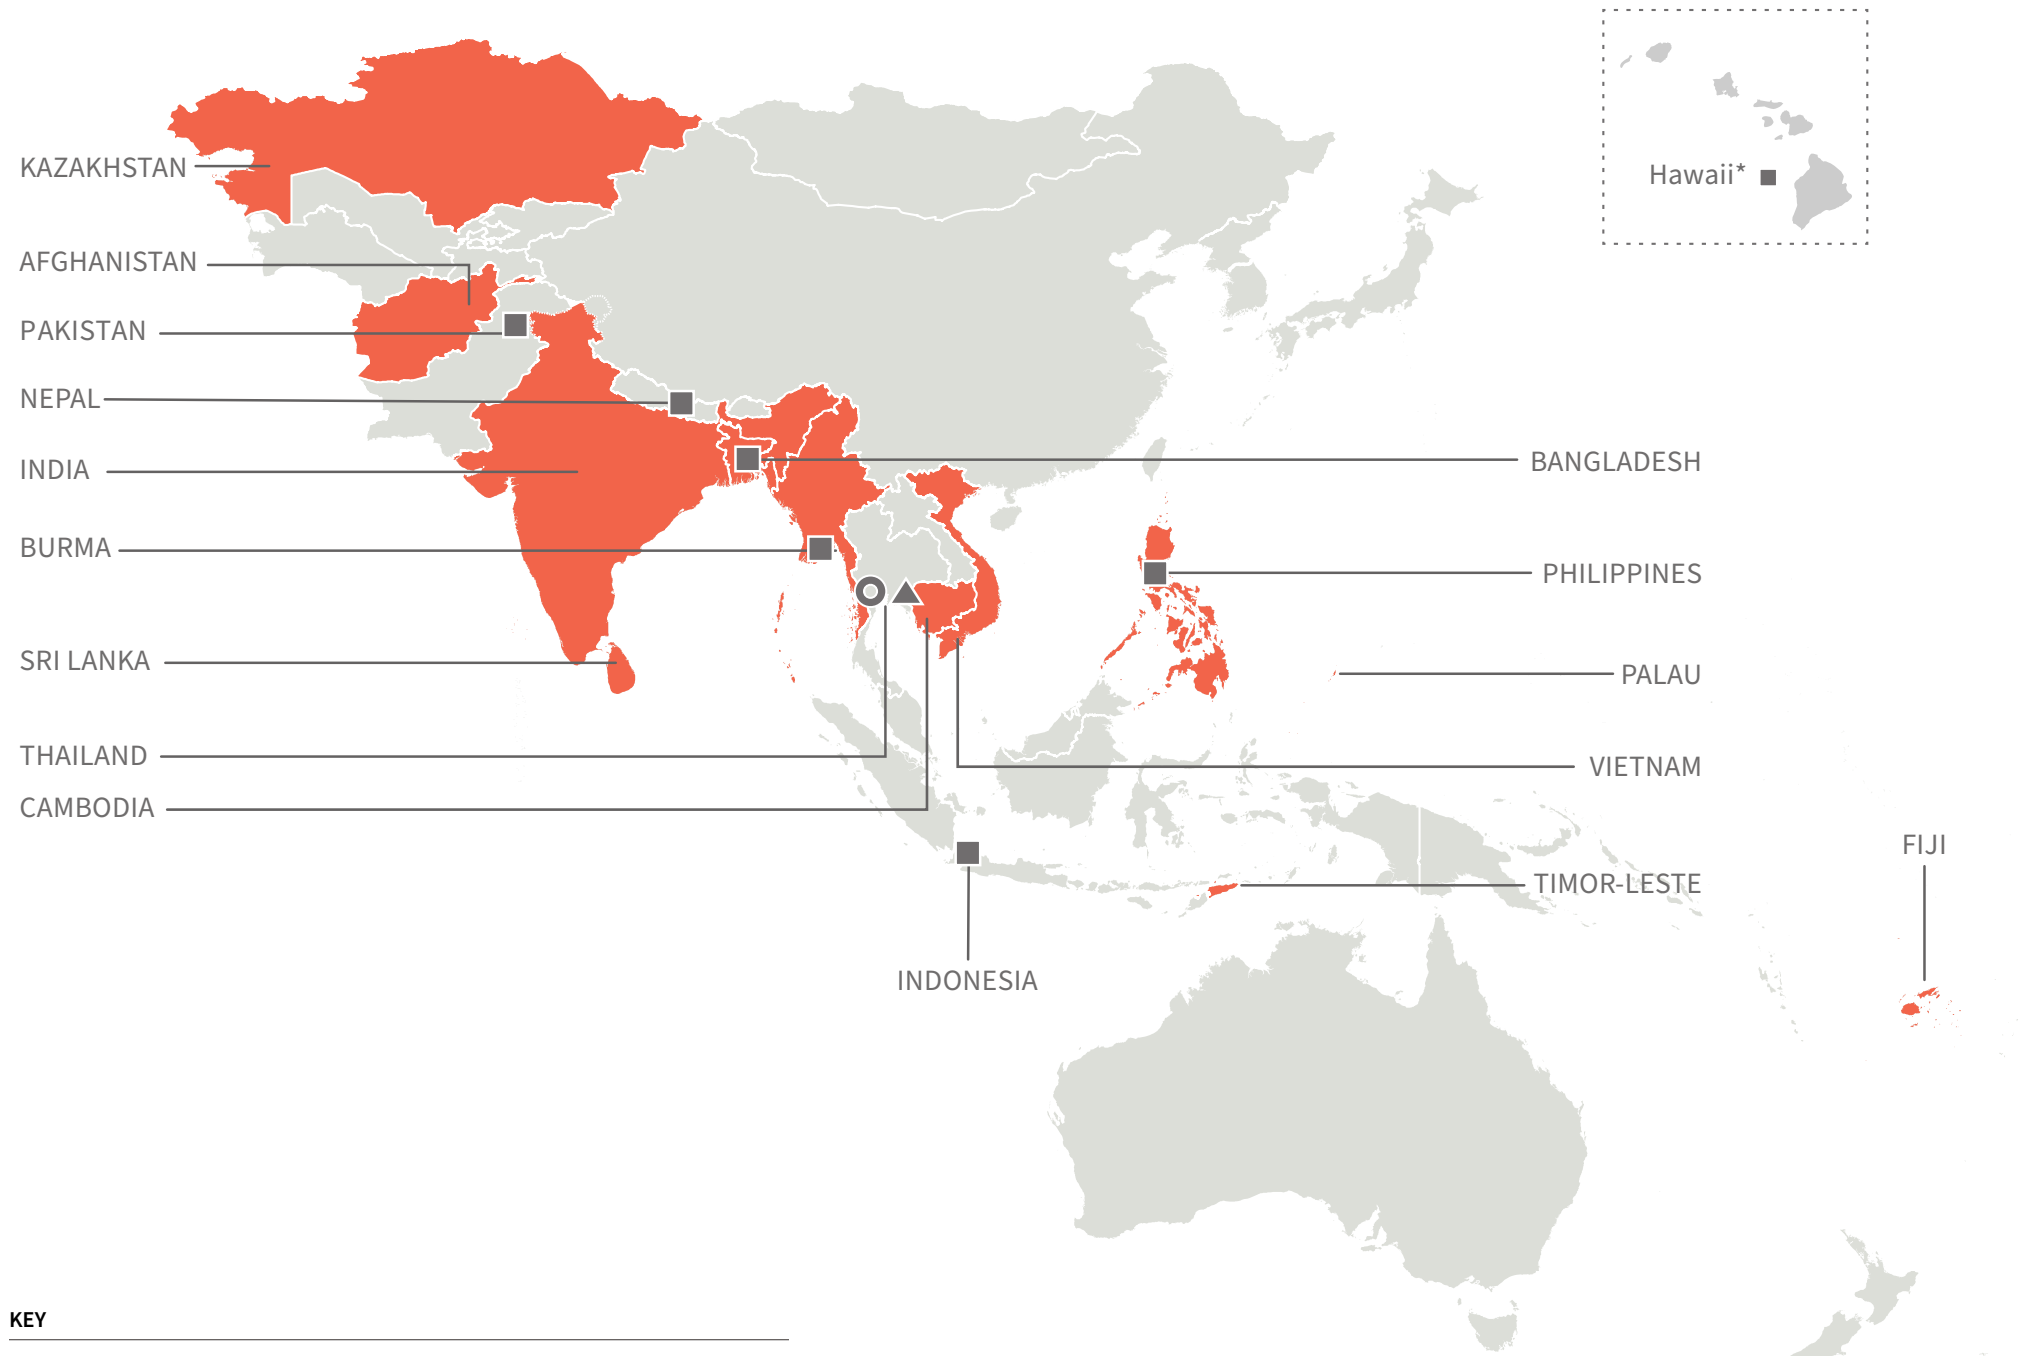 Hawaii*
KAZAKHSTAN
AFGHANISTAN
PAKISTAN
NEPAL
INDIA
BANGLADESH
BURMA
PHILIPPINES
SRI LANKA
PALAU
THAILAND
VIETNAM
CAMBODIA
FIJI
TIMOR-LESTE
INDONESIA
KEY